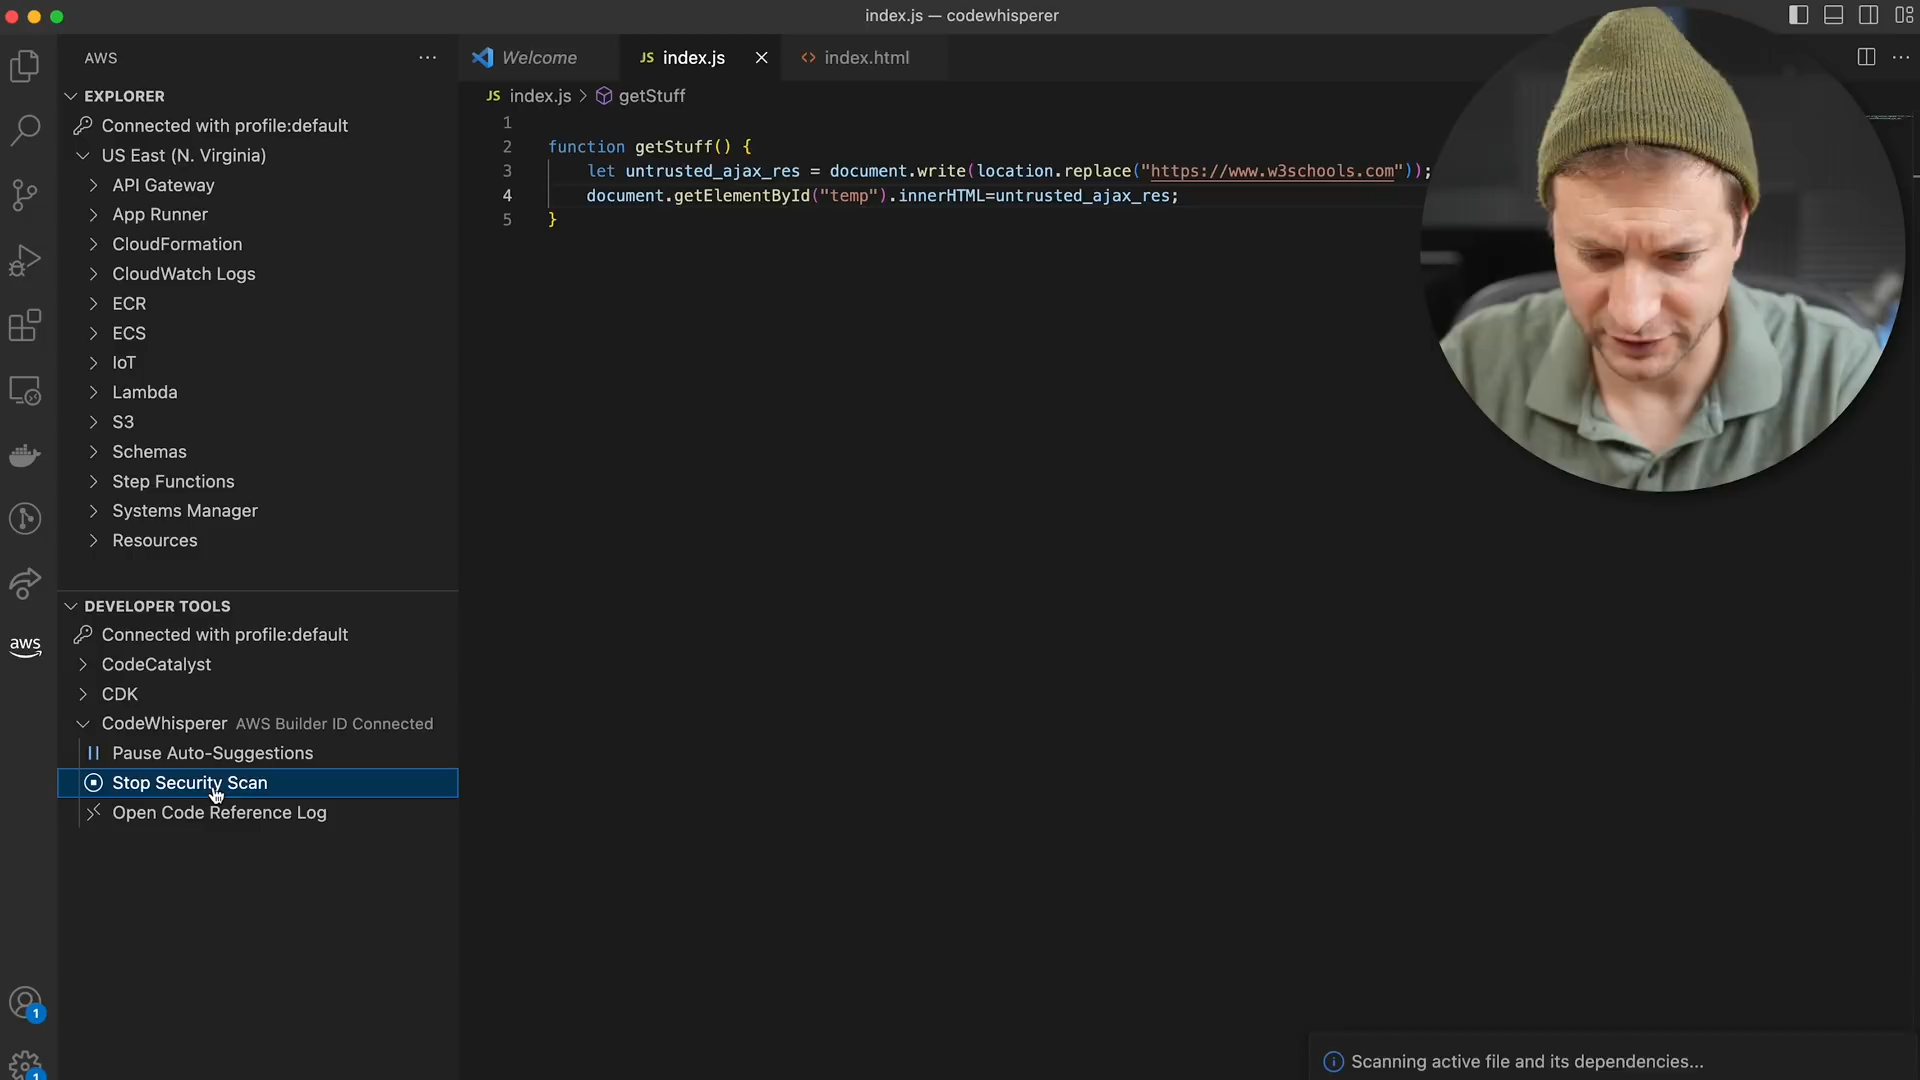 index.js — codewhisperer
AWS
Welcome
JS index.js
index.html
EXPLORER
Connected with profile:default
US East (N. Virginia)
API Gateway
App Runner
CloudFormation
CloudWatch Logs
ECR
ECS
IoT
Lambda
S3
Schemas
Step Functions
Systems Manager
Resources
DEVELOPER TOOLS
Connected with profile:default
CodeCatalyst
CDK
CodeWhisperer AWS Builder ID Connected
Pause Auto-Suggestions
Stop Security Scan
Open Code Reference Log
aws
1
1
JS index.js > getStuff
1
2 function getStuff() {
3 let untrusted_ajax_res = document.write(location.replace("https://www.w3schools.com"));
4 document.getElementById("temp").innerHTML=untrusted_ajax_res;
5 }
Scanning active file and its dependencies...